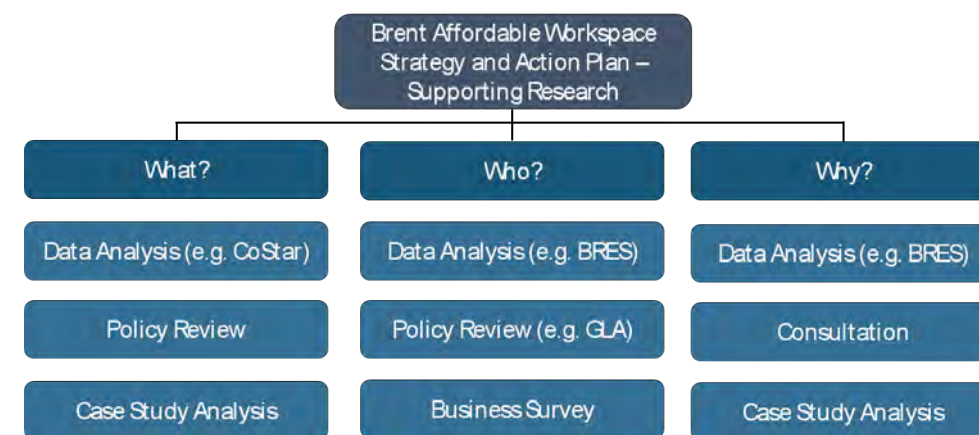 Brent Affordable Workspace
Strategy and Action Plan –
Supporting Research
What?
Who?
Why?
Data Analysis (e.g. CoStar)
Data Analysis (e.g. BRES)
Data Analysis (e.g. BRES)
Policy Review
Policy Review (e.g. GLA)
Consultation
Case Study Analysis
Business Survey
Case Study Analysis